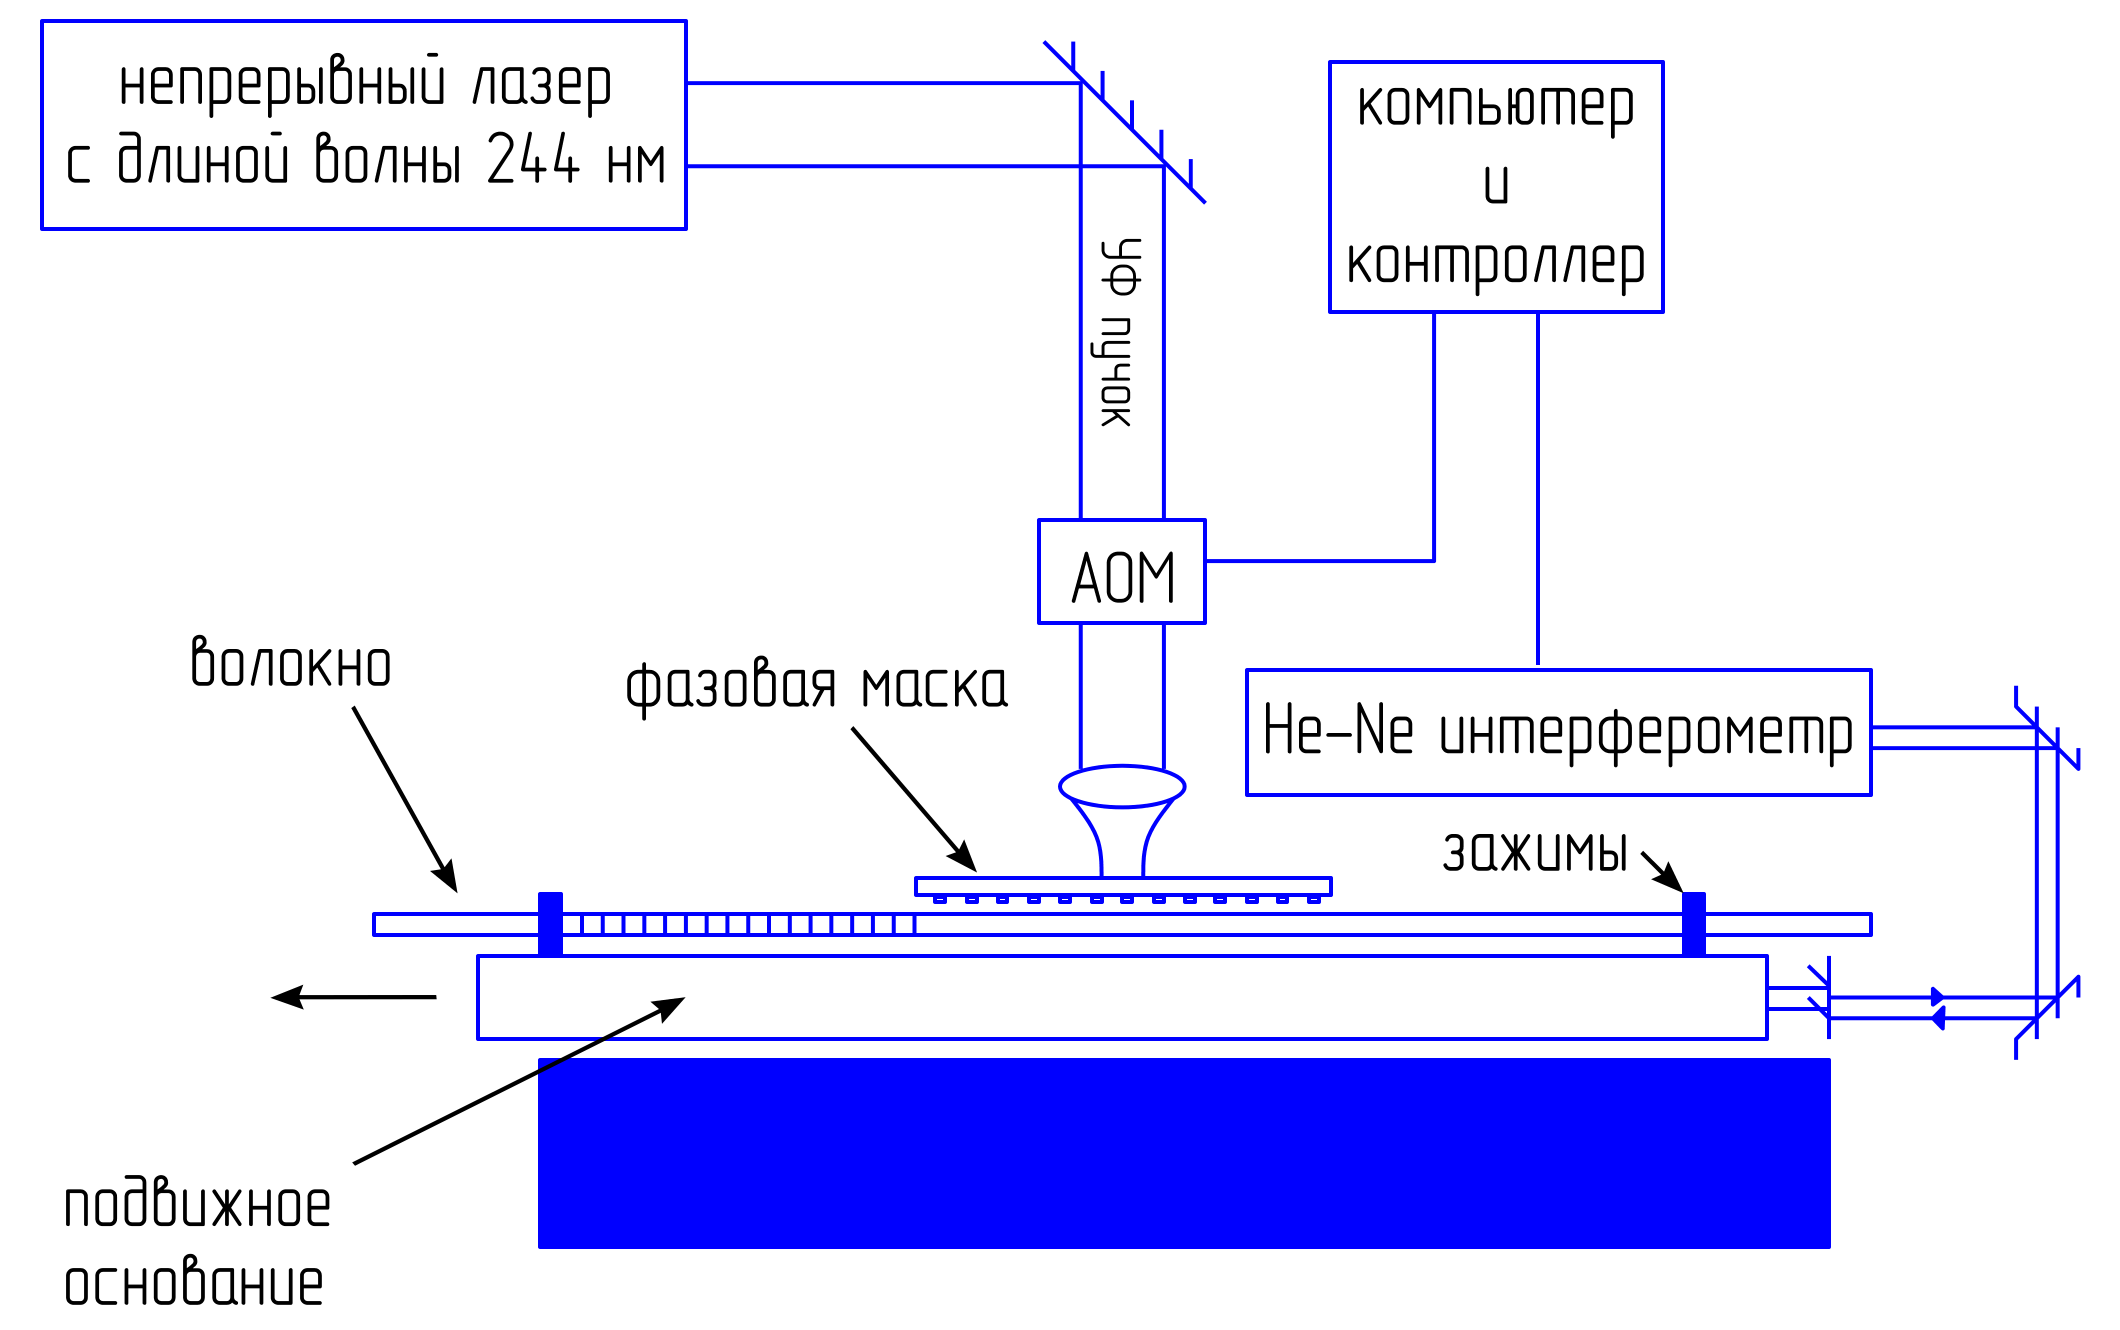 непрерывный лазер
с длиной волны 244 нм
компьютер
и
контроллер
УФ пучок
АОМ
волокно
фазовая маска
He-Ne интерферометр
зажимы
подвижное
основание